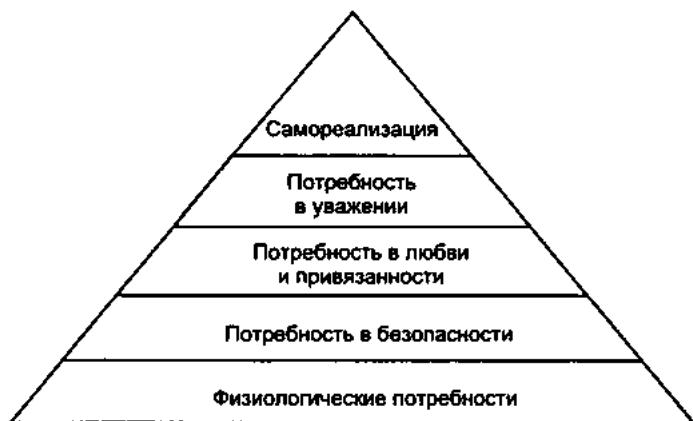 Самореализация
Потребность
в уважении
Потребность в любви
и привязанности
Потребность в безопасности
Физиологические потребности